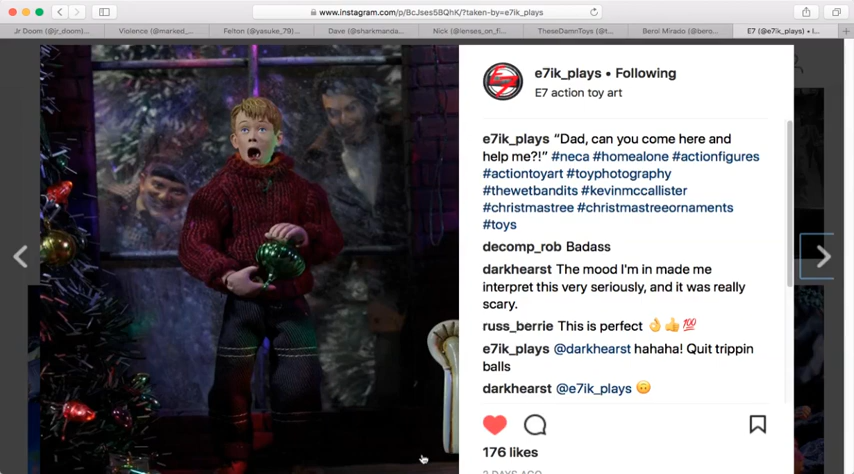 www.instagram.com/p/BcJses5BQhK/?taken-by=e7ik_plays
Jr Doom (@jr_doom)...
Violence (@marked_...
Felton (@yasuke_79)...
Dave (@sharkmanda...
Nick (@lenses_on_fi...
TheseDamnToys (@t...
Berol Mirado (@bero...
E7 (@e7ik_plays) • I...
e7ik_plays • Following
E7 action toy art
e7ik_plays “Dad, can you come here and
help me?!” #neca #homealone #actionfigures
#actiontoyart #toyphotography
#thewetbandits #kevinmccallister
#christmastree #christmastreeornaments
#toys
decomp_rob Badass
darkhearst The mood I'm in made me
interpret this very seriously, and it was really
scary.
russ_berrie This is perfect 👌👍💯
e7ik_plays @darkhearst hahaha! Quit trippin
balls
darkhearst @e7ik_plays 🙃
176 likes
2 DAYS AGO